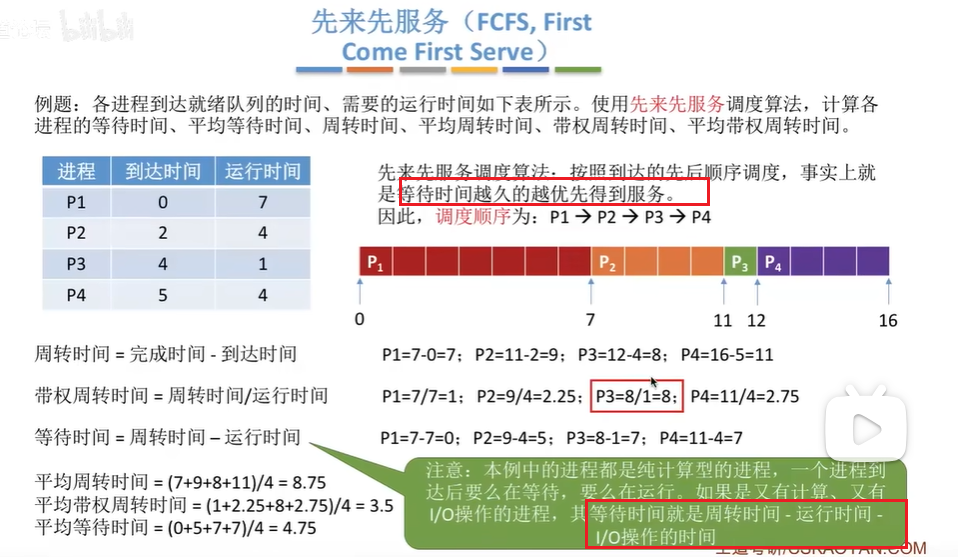 bilibili
先来先服务（FCFS, First
Come First Serve）
例题：各进程到达就绪队列的时间、需要的运行时间如下表所示。使用先来先服务调度算法，计算各
进程的等待时间、平均等待时间、周转时间、平均周转时间、带权周转时间、平均带权周转时间。
进程 到达时间 运行时间
P1 0 7
P2 2 4
P3 4 1
P4 5 4
先来先服务调度算法：按照到达的先后顺序调度，事实上就
是等待时间越久的越优先得到服务。
因此，调度顺序为：P1 → P2 → P3 → P4
P1 P2 P3 P4
0 7 11 12 16
周转时间 = 完成时间 - 到达时间 P1=7-0=7；P2=11-2=9；P3=12-4=8；P4=16-5=11
带权周转时间 = 周转时间/运行时间 P1=7/7=1；P2=9/4=2.25；P3=8/1=8；P4=11/4=2.75
等待时间 = 周转时间 – 运行时间 P1=7-7=0；P2=9-4=5；P3=8-1=7；P4=11-4=7
平均周转时间 = (7+9+8+11)/4 = 8.75
平均带权周转时间 = (1+2.25+8+2.75)/4 = 3.5
平均等待时间 = (0+5+7+7)/4 = 4.75
注意：本例中的进程都是纯计算型的进程，一个进程到
达后要么在等待，要么在运行。如果是又有计算、又有
I/O操作的进程，其等待时间就是周转时间 - 运行时间 -
I/O操作的时间
王道考研/CSKAOYAN.COM